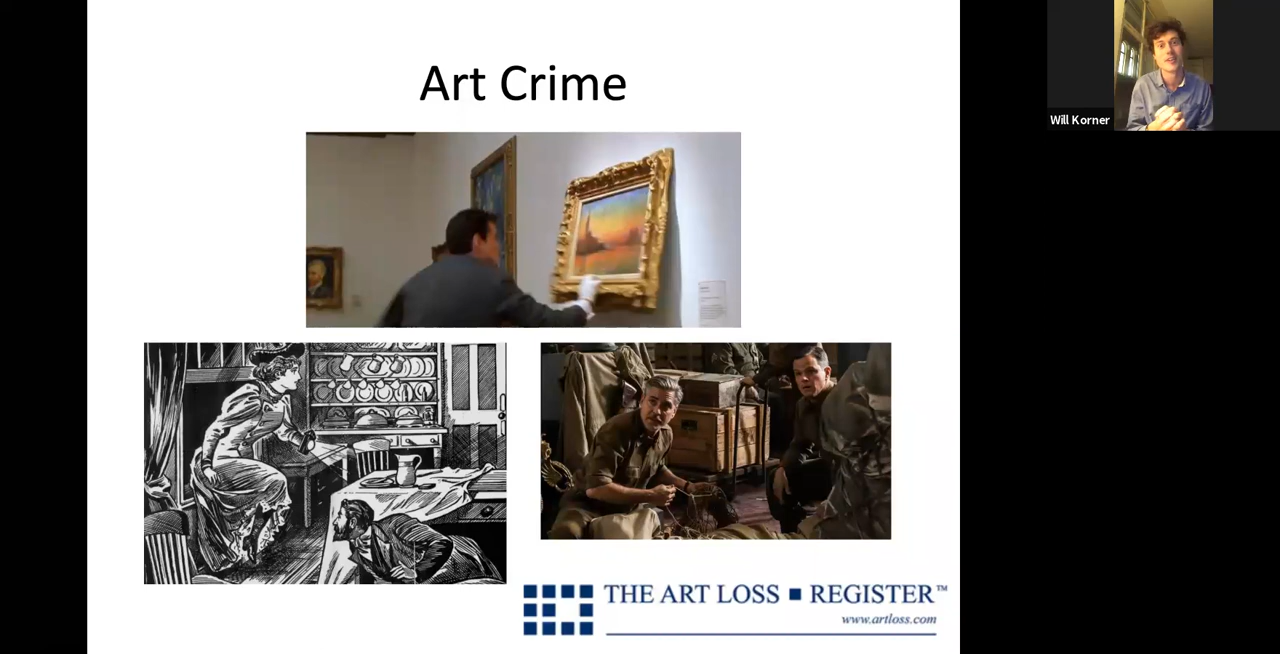 Art Crime
Will Korner
THE ART LOSS ■ REGISTER™
www.artloss.com